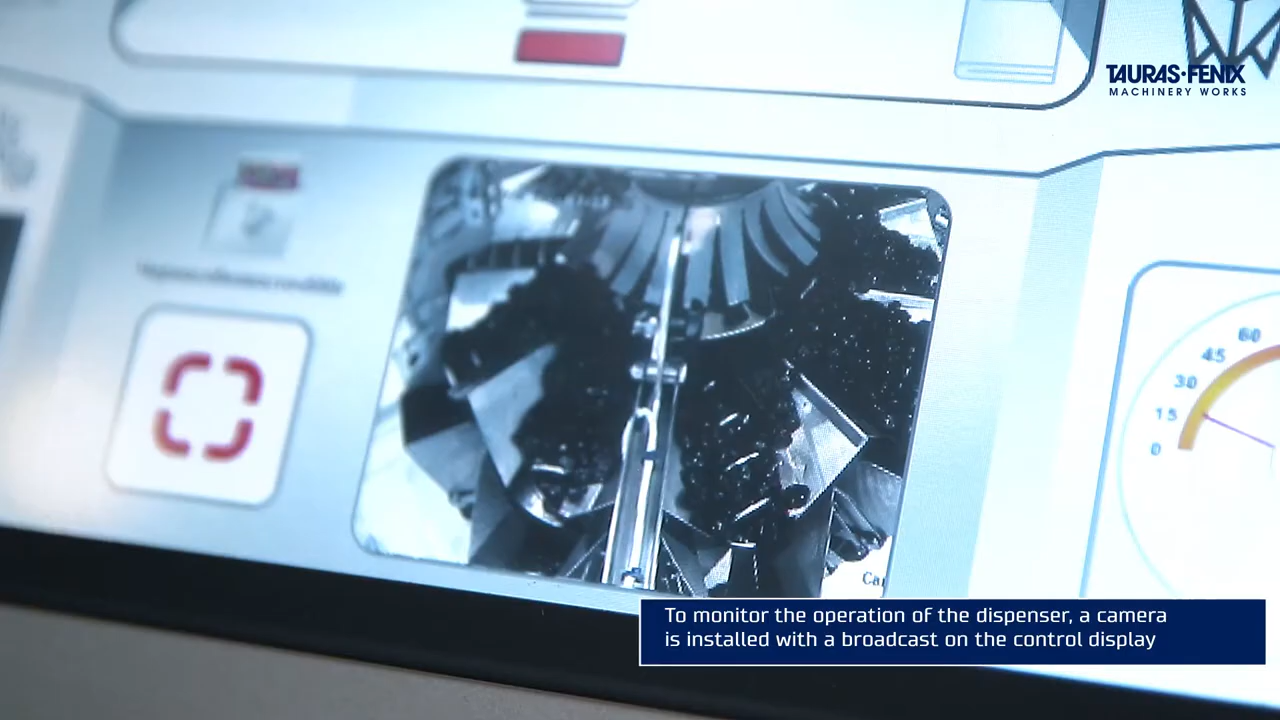 TAURAS-FENIX
MACHINERY WORKS
60
45
30
15
0
To monitor the operation of the dispenser, a camera
is installed with a broadcast on the control display